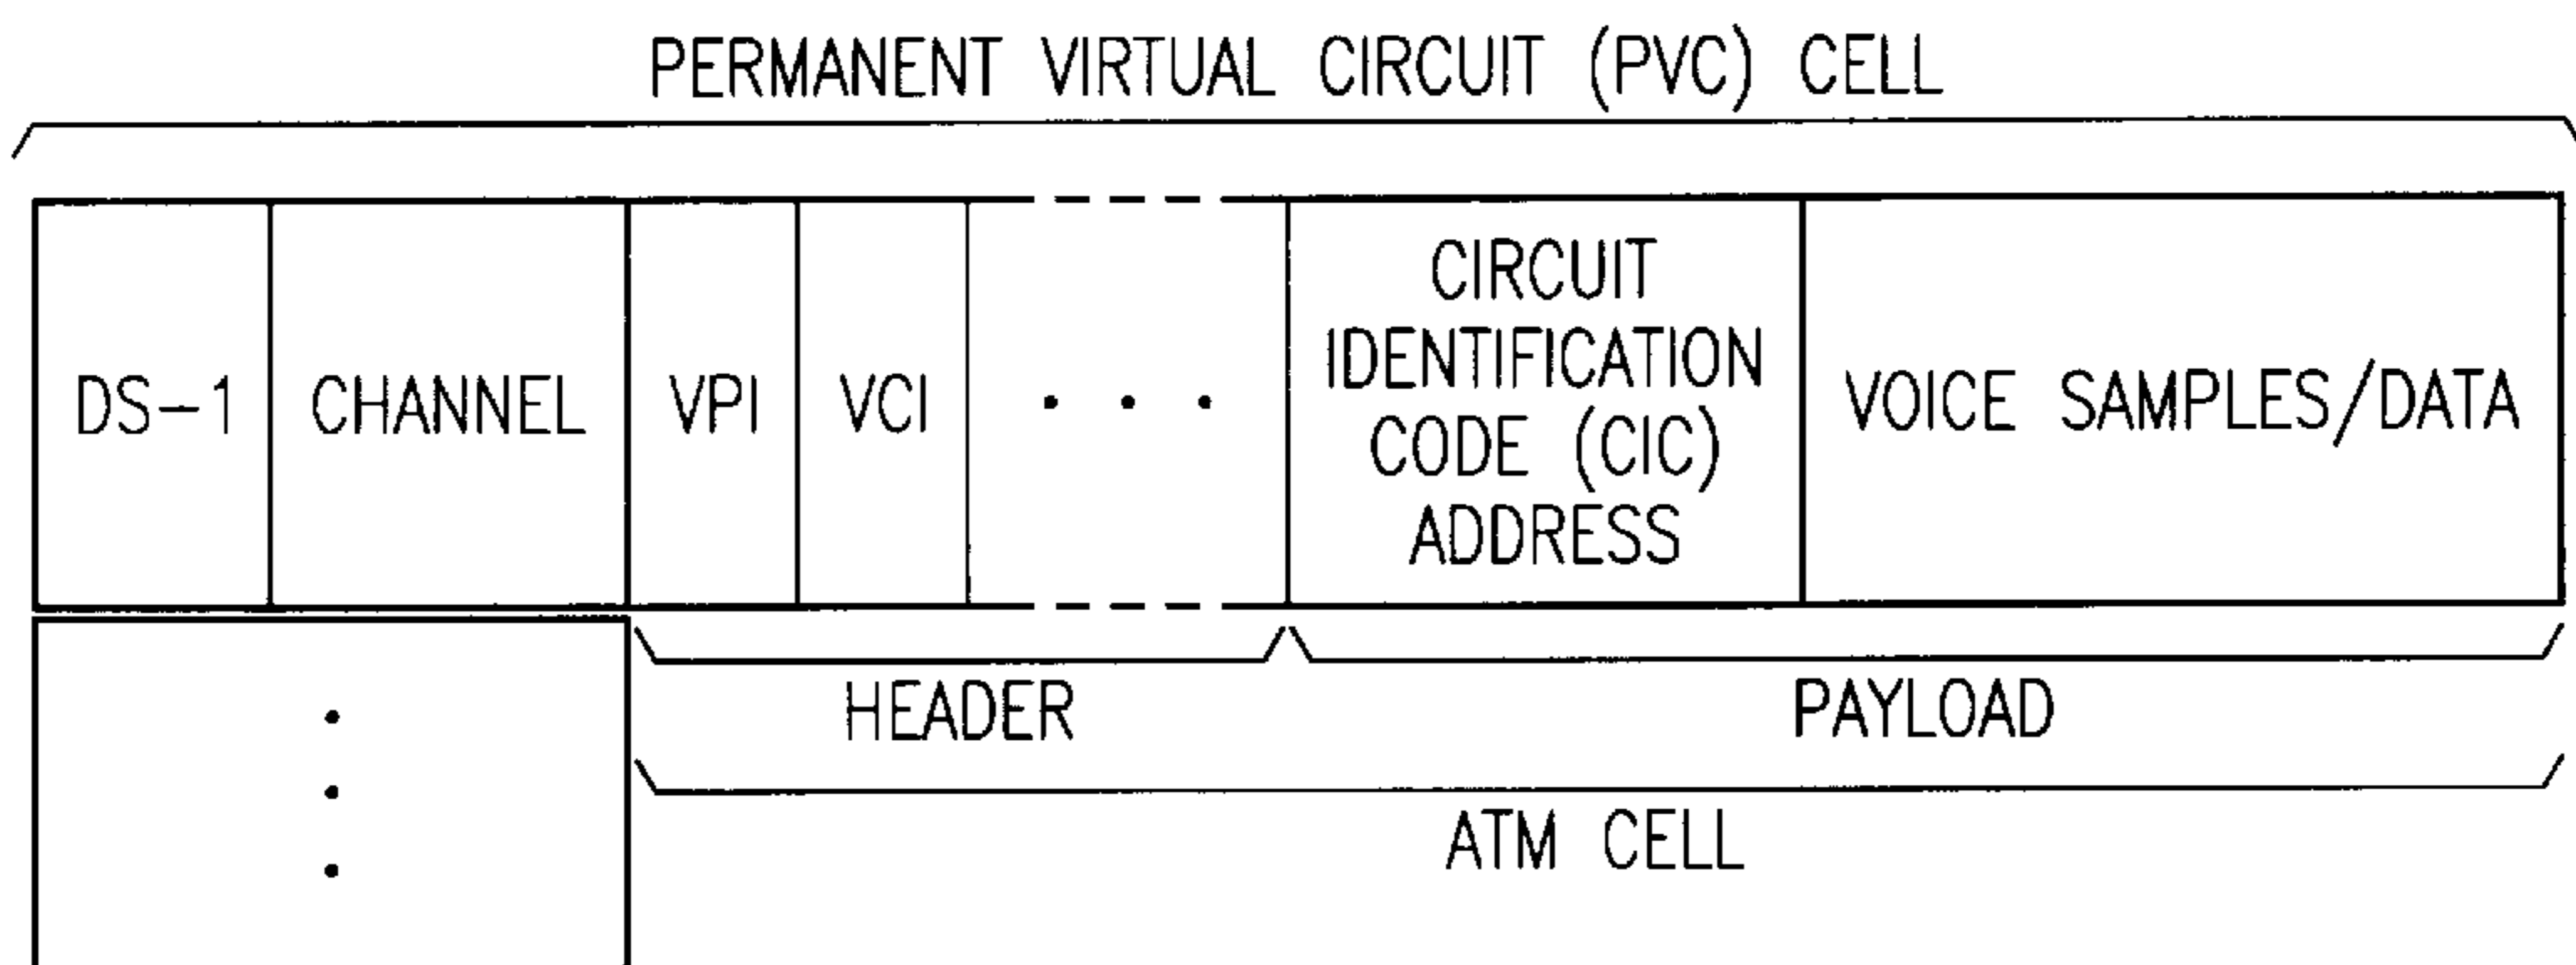 PERMANENT VIRTUAL CIRCUIT (PVC) CELL
DS-1
CHANNEL
VPI
VCI
. . .
CIRCUIT
IDENTIFICATION
CODE (CIC)
ADDRESS
VOICE SAMPLES/DATA
HEADER
PAYLOAD
ATM CELL